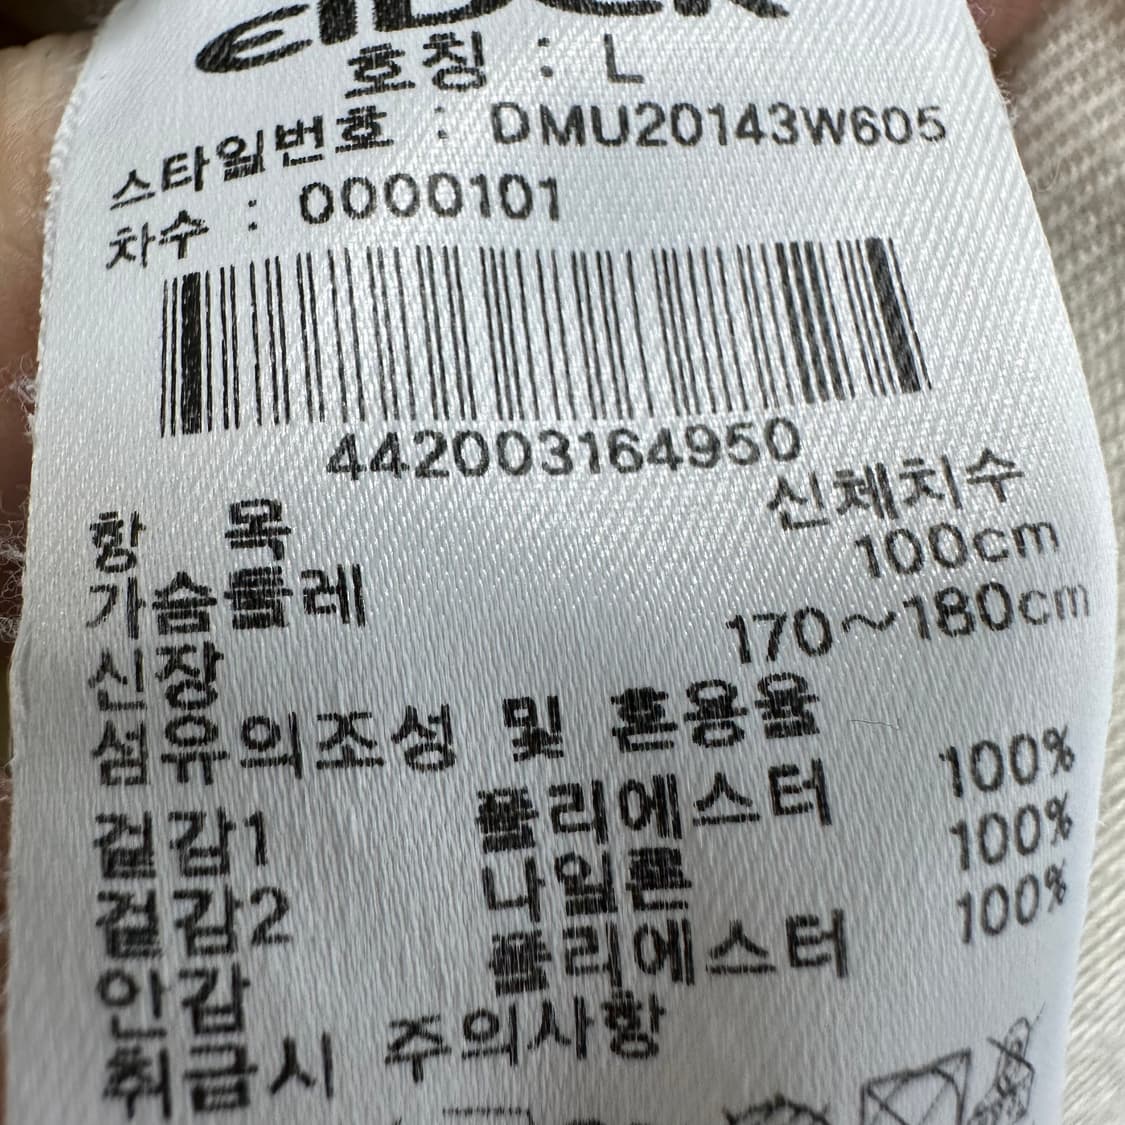 EIDER
호칭 : L
스타일번호 : DMU20143W605
차수 : 0000101
442003164950
항 목 신체치수
가슴둘레 100cm
신장 170~180cm
섬유의조성 및 혼용율
겉감1 폴리에스터 100%
겉감2 나일론 100%
안감 폴리에스터 100%
취급시 주의사항